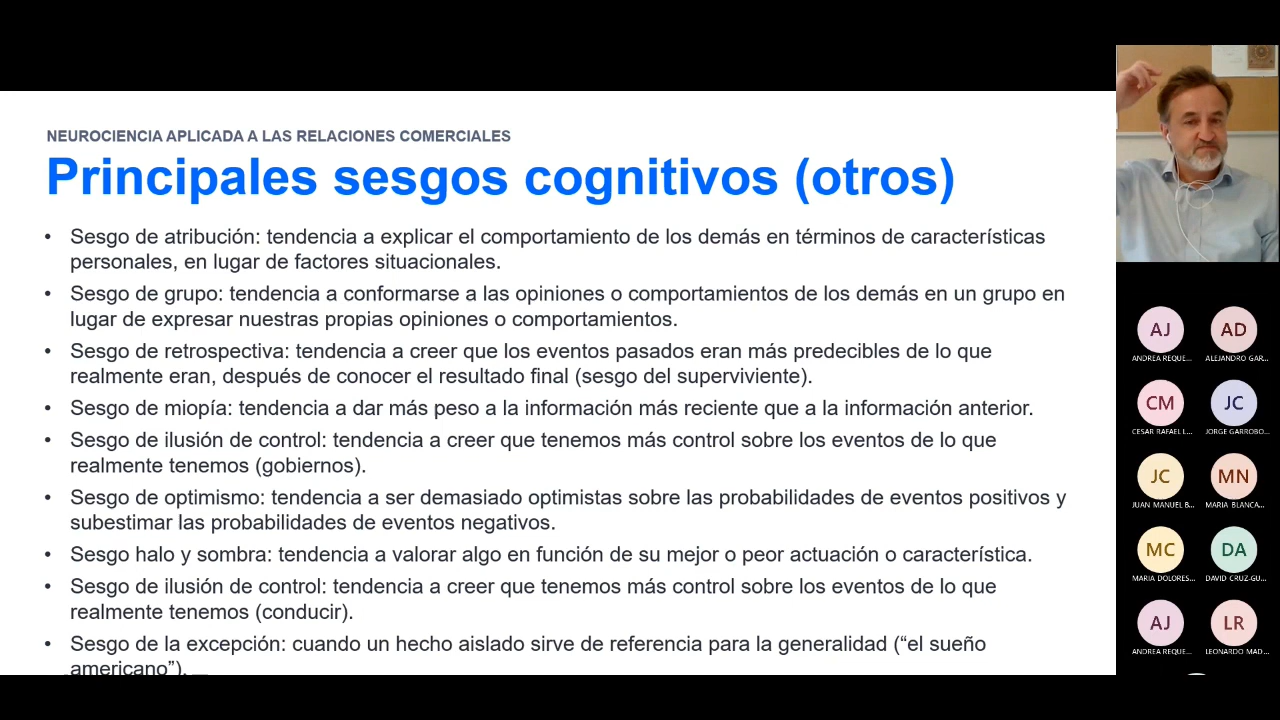 NEUROCIENCIA APLICADA A LAS RELACIONES COMERCIALES
Principales sesgos cognitivos (otros)
• Sesgo de atribución: tendencia a explicar el comportamiento de los demás en términos de características
personales, en lugar de factores situacionales.
• Sesgo de grupo: tendencia a conformarse a las opiniones o comportamientos de los demás en un grupo en
lugar de expresar nuestras propias opiniones o comportamientos.
• Sesgo de retrospectiva: tendencia a creer que los eventos pasados eran más predecibles de lo que
realmente eran, después de conocer el resultado final (sesgo del superviviente).
• Sesgo de miopía: tendencia a dar más peso a la información más reciente que a la información anterior.
• Sesgo de ilusión de control: tendencia a creer que tenemos más control sobre los eventos de lo que
realmente tenemos (gobiernos).
• Sesgo de optimismo: tendencia a ser demasiado optimistas sobre las probabilidades de eventos positivos y
subestimar las probabilidades de eventos negativos.
• Sesgo halo y sombra: tendencia a valorar algo en función de su mejor o peor actuación o característica.
• Sesgo de ilusión de control: tendencia a creer que tenemos más control sobre los eventos de lo que
realmente tenemos (conducir).
• Sesgo de la excepción: cuando un hecho aislado sirve de referencia para la generalidad (“el sueño
americano”).
AJ AD
ANDREA REQUE... ALEJANDRO GAR...
CM JC
CESAR RAFAEL L... JORGE GARROBO...
JC MN
JUAN MANUEL B... MARIA BLANCA...
MC DA
MARIA DOLORES... DAVID CRUZ-GU...
AJ LR
ANDREA REQUE... LEONARDO MAD...